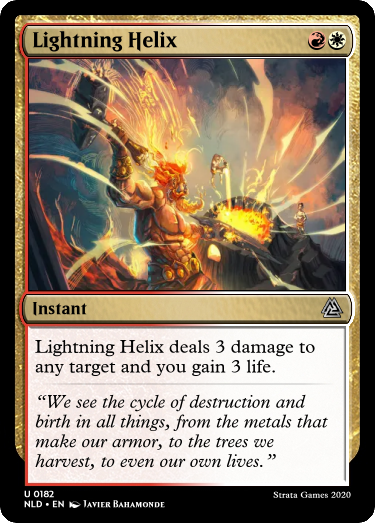 Lightning Helix
Instant
Lightning Helix deals 3 damage to
any target and you gain 3 life.
“We see the cycle of destruction and
birth in all things, from the metals that
make our armor, to the trees we
harvest, to even our own lives.”
U 0182
NLD • EN Javier Bahamonde
Strata Games 2020